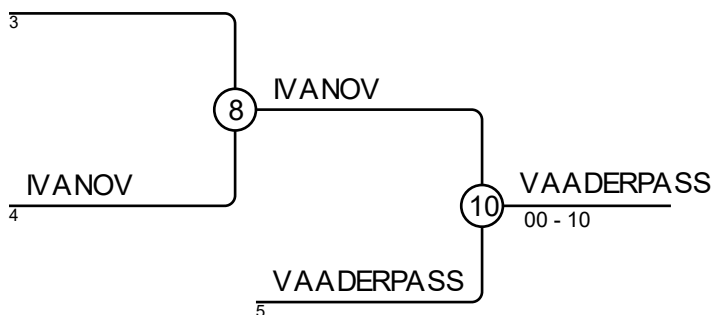 3
IVANOV
8
IVANOV
4
VAADERPASS
10
00 - 10
VAADERPASS
5